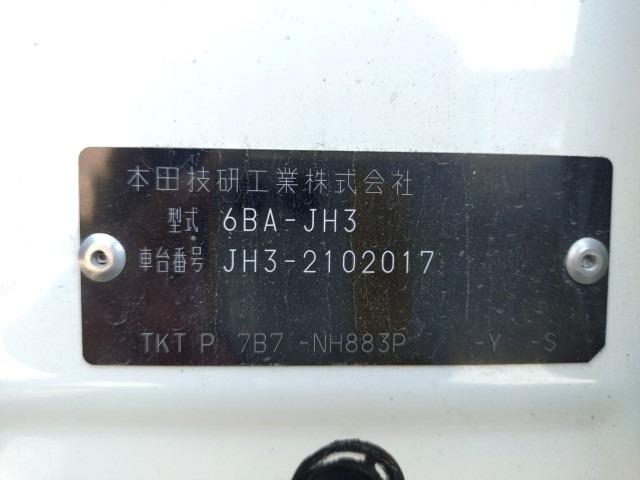 本田技研工業株式会社
型式 6BA-JH3
車台番号 JH3-2102017
TKT P 7B7 -NH883P -Y -S